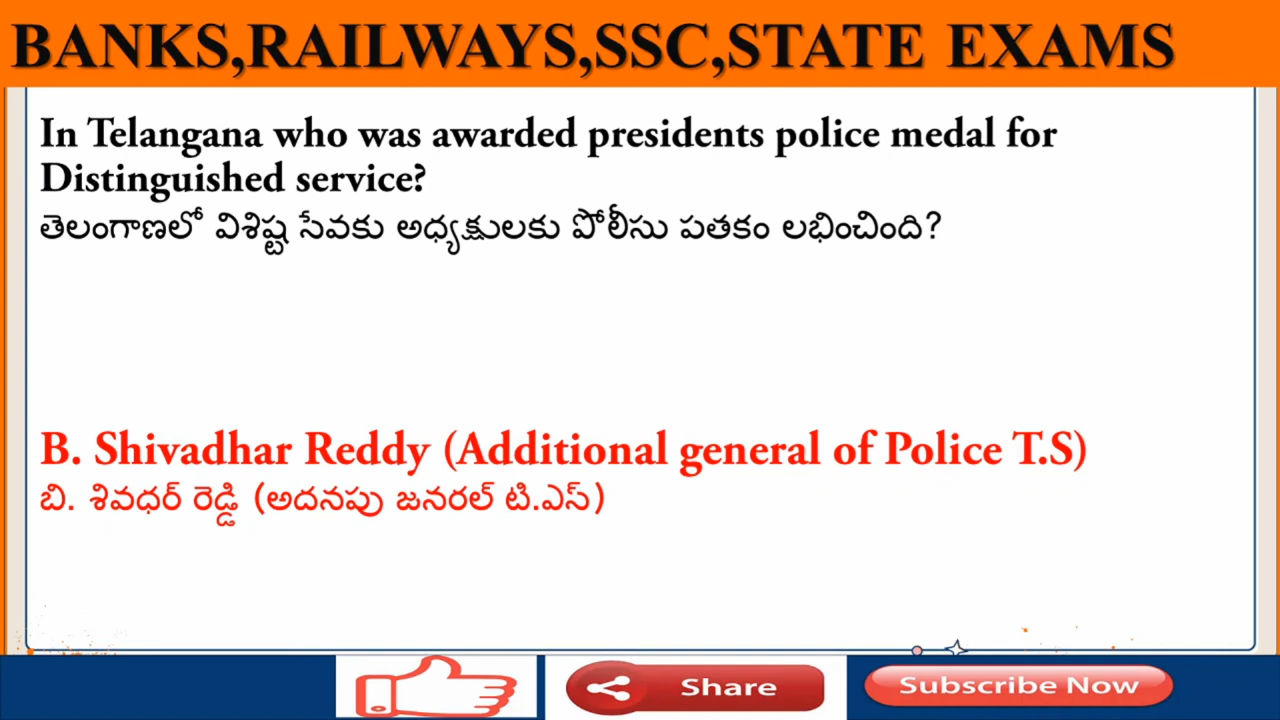 BANKS,RAILWAYS,SSC,STATE EXAMS
In Telangana who was awarded presidents police medal for
Distinguished service?
తెలంగాణలో విశిష్ట సేవకు అధ్యక్షులకు పోలీసు పతకం లభించింది?
B. Shivadhar Reddy (Additional general of Police T.S)
బి. శివధర్ రెడ్డి (అదనపు జనరల్ టి.ఎస్)
Share
Subscribe Now